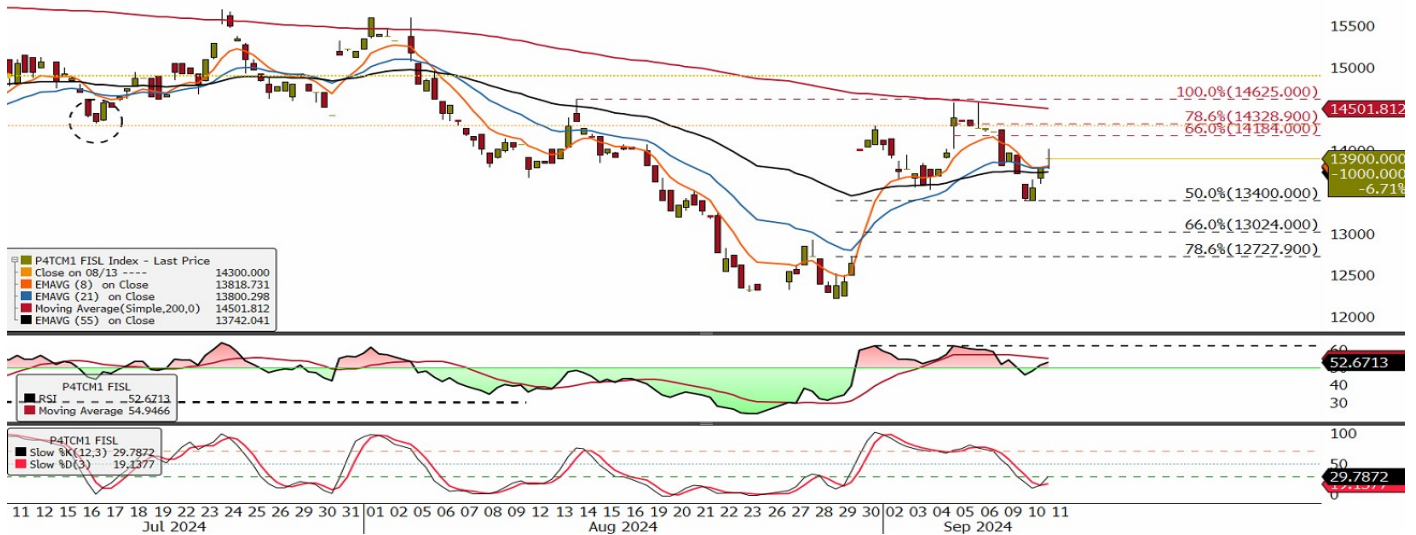 15500
15000
100.0%(14625.000)
14501.812
78.6%(14328.900)
66.0%(14184.000)
13900.000
-1000.000
-6.71%
50.0%(13400.000)
66.0%(13024.000)
13000
78.6%(12727.900)
12500
12000
P4TCM1 FISL Index - Last Price
Close on 08/13 ---- 14300.000
EMAVG (8) on Close 13818.731
EMAVG (21) on Close 13800.298
Moving Average(Simple,200,0) 14501.812
EMAVG (55) on Close 13742.041
P4TCM1 FISL
RSI 52.6713
Moving Average 54.9466
52.6713
40
30
P4TCM1 FISL
Slow %K(12,3) 29.7872
Slow %D(3) 19.1377
100
50
29.7872
0
11 12 15 16 17 18 19 22 23 24 25 26 29 30 31 01 02 05 06 07 08 09 12 13 14 15 16 19 20 21 22 23 26 27 28 29 30 02 03 04 05 06 09 10 11
Jul 2024 Aug 2024 Sep 2024